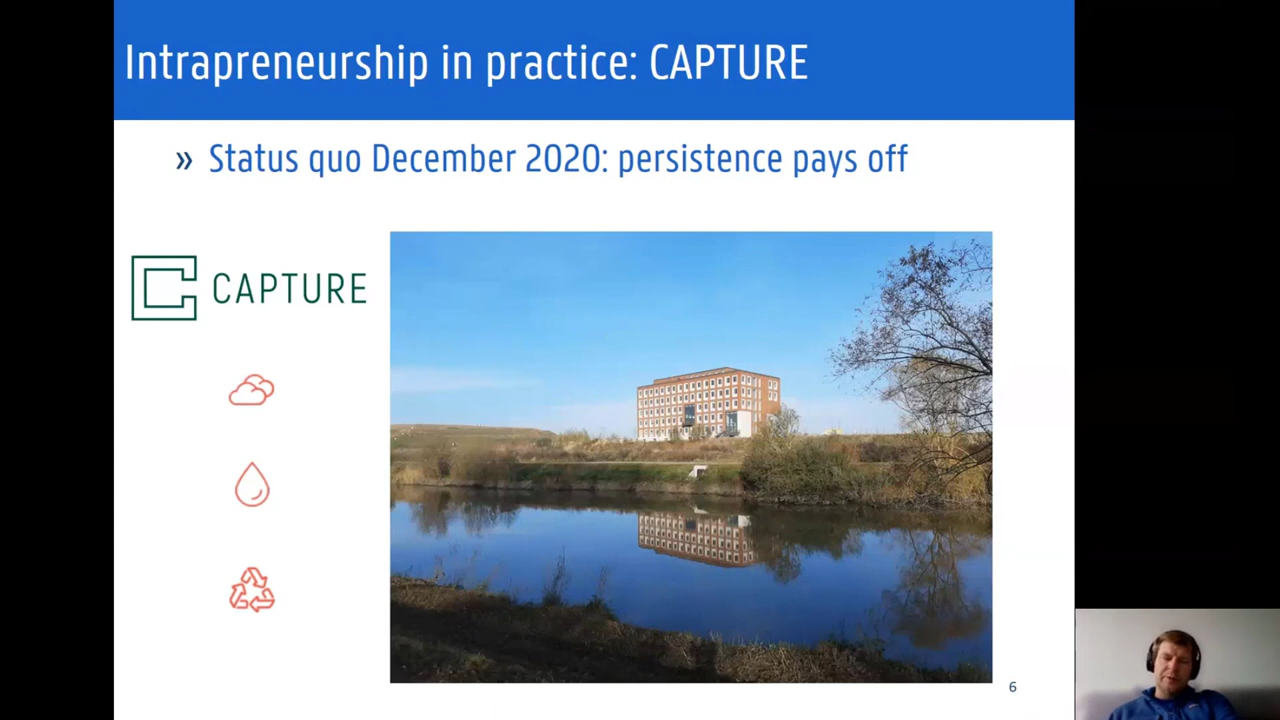 Intrapreneurship in practice: CAPTURE
» Status quo December 2020: persistence pays off
CAPTURE
6